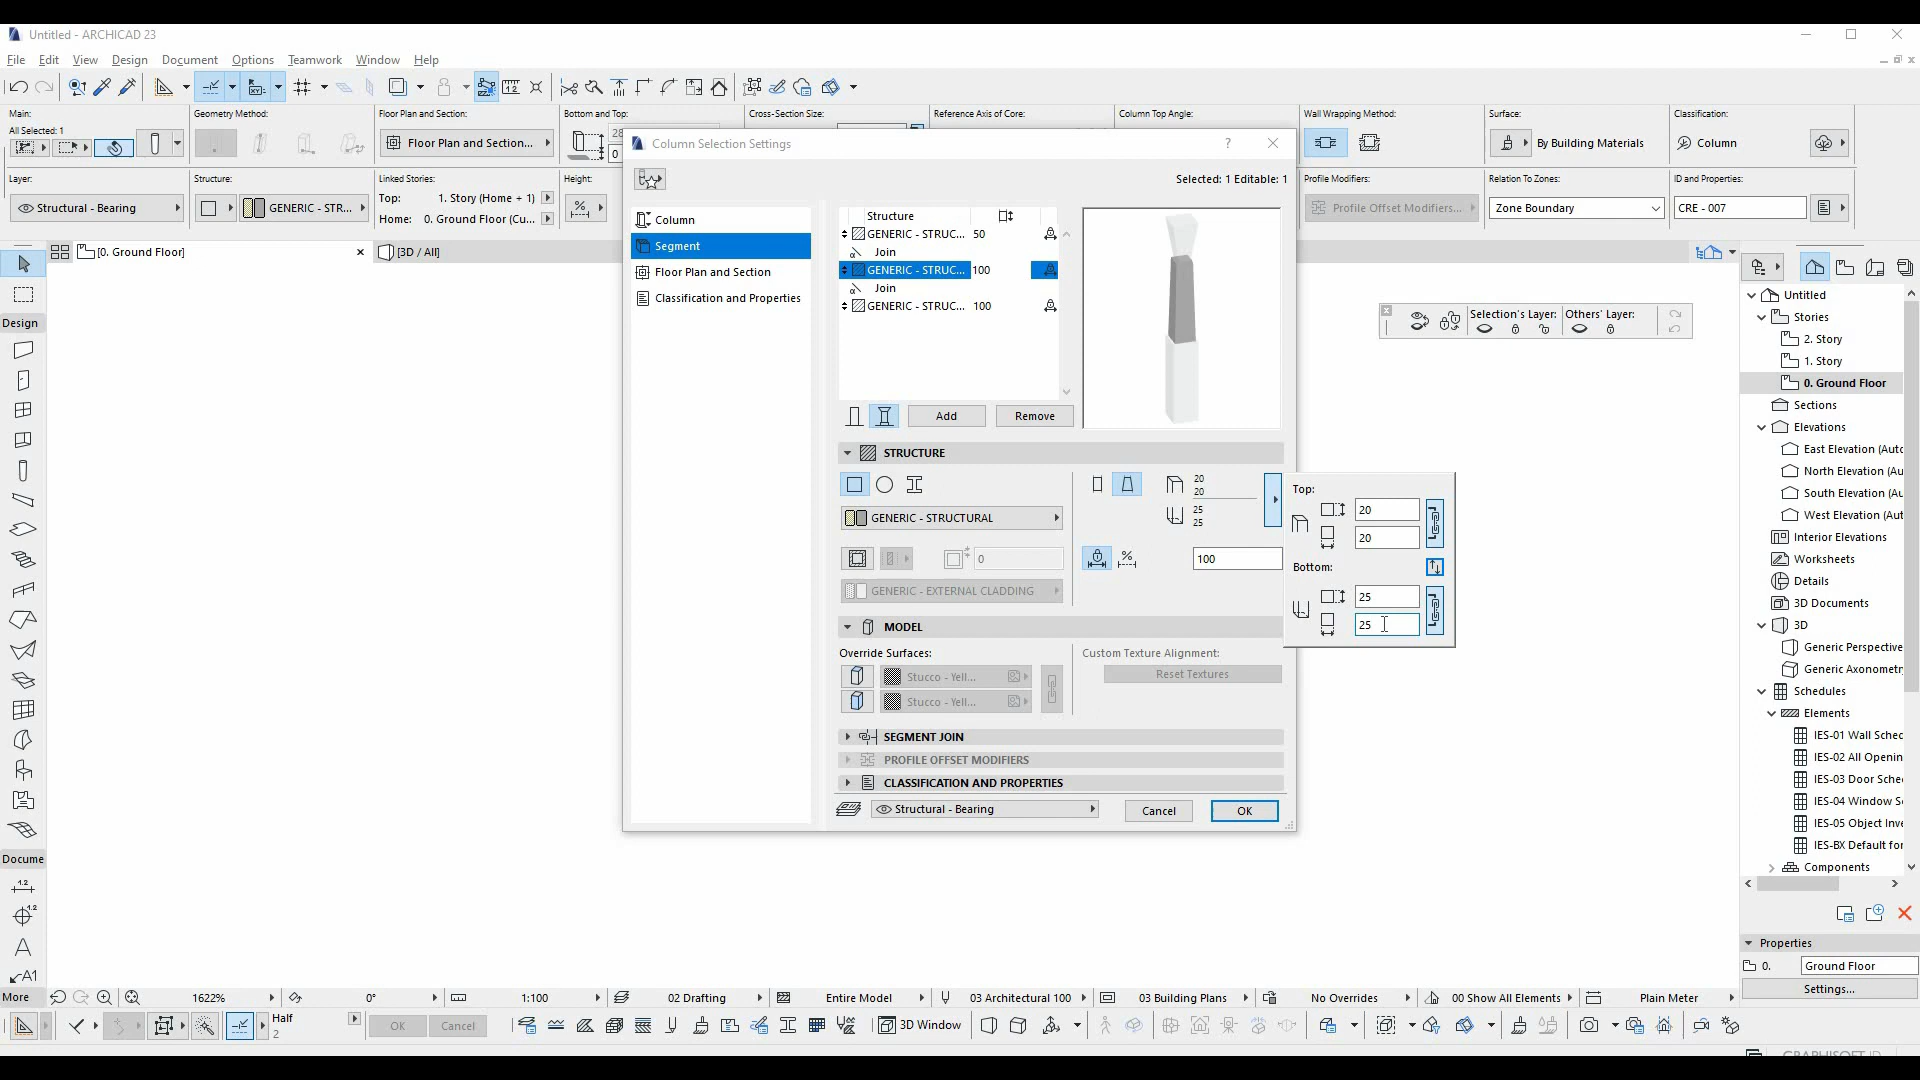 Untitled - ARCHICAD 23
File Edit View Design Document Options Teamwork Window Help
Main:
All Selected: 1
Geometry Method:
Floor Plan and Section:
Floor Plan and Section...
Bottom and Top:
28
0
Cross-Section Size:
Reference Axis of Core:
Column Top Angle:
Wall Wrapping Method:
Surface:
By Building Materials
Classification:
Column
Layer:
Structural - Bearing
Structure:
GENERIC - STR...
Linked Stories:
Top: 1. Story (Home + 1)
Home: 0. Ground Floor (Cu...
Height:
Profile Modifiers:
Profile Offset Modifiers...
Relation To Zones:
Zone Boundary
ID and Properties:
CRE - 007
[0. Ground Floor]
[3D / All]
Column Selection Settings
?
Selected: 1 Editable: 1
Column
Segment
Floor Plan and Section
Classification and Properties
Structure
GENERIC - STRUC... 50
Join
GENERIC - STRUC... 100
Join
GENERIC - STRUC... 100
Add
Remove
STRUCTURE
GENERIC - STRUCTURAL
0
GENERIC - EXTERNAL CLADDING
20
20
25
25
100
Top:
20
20
Bottom:
25
25
MODEL
Override Surfaces:
Stucco - Yell...
Stucco - Yell...
Custom Texture Alignment:
Reset Textures
SEGMENT JOIN
PROFILE OFFSET MODIFIERS
CLASSIFICATION AND PROPERTIES
Structural - Bearing
Cancel
OK
Selection's Layer:
Others' Layer:
Design
Docume
1.2
1.2
A
A1
More
Untitled
Stories
2. Story
1. Story
0. Ground Floor
Sections
Elevations
East Elevation (Auto
North Elevation (Au
South Elevation (Au
West Elevation (Aut
Interior Elevations
Worksheets
Details
3D Documents
3D
Generic Perspective
Generic Axonometr
Schedules
Elements
IES-01 Wall Sched
IES-02 All Openin
IES-03 Door Sche
IES-04 Window S
IES-05 Object Inve
IES-BX Default for
Components
Properties
0. Ground Floor
Settings...
1622% 0° 1:100 02 Drafting Entire Model 03 Architectural 100 03 Building Plans No Overrides 00 Show All Elements Plain Meter
Half
2
OK
Cancel
3D Window